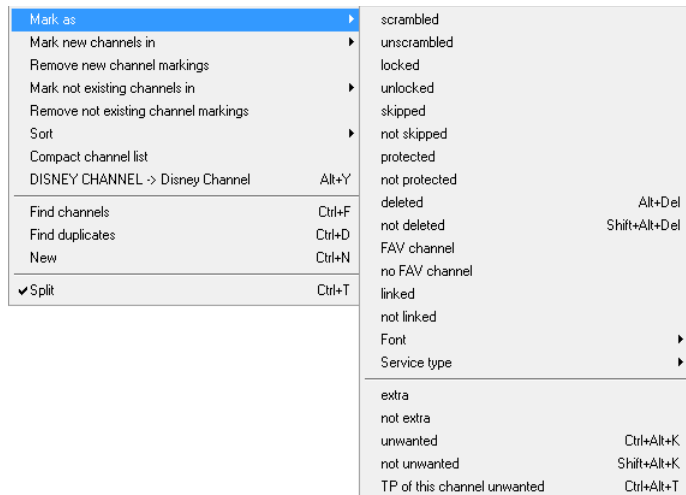 Mark as
Mark new channels in
Remove new channel markings
Mark not existing channels in
Remove not existing channel markings
Sort
Compact channel list
DISNEY CHANNEL -> Disney Channel Alt+Y
Find channels Ctrl+F
Find duplicates Ctrl+D
New Ctrl+N
Split Ctrl+T
scrambled
unscrambled
locked
unlocked
skipped
not skipped
protected
not protected
deleted Alt+Del
not deleted Shift+Alt+Del
FAV channel
no FAV channel
linked
not linked
Font
Service type
extra
not extra
unwanted Ctrl+Alt+K
not unwanted Shift+Alt+K
TP of this channel unwanted Ctrl+Alt+T